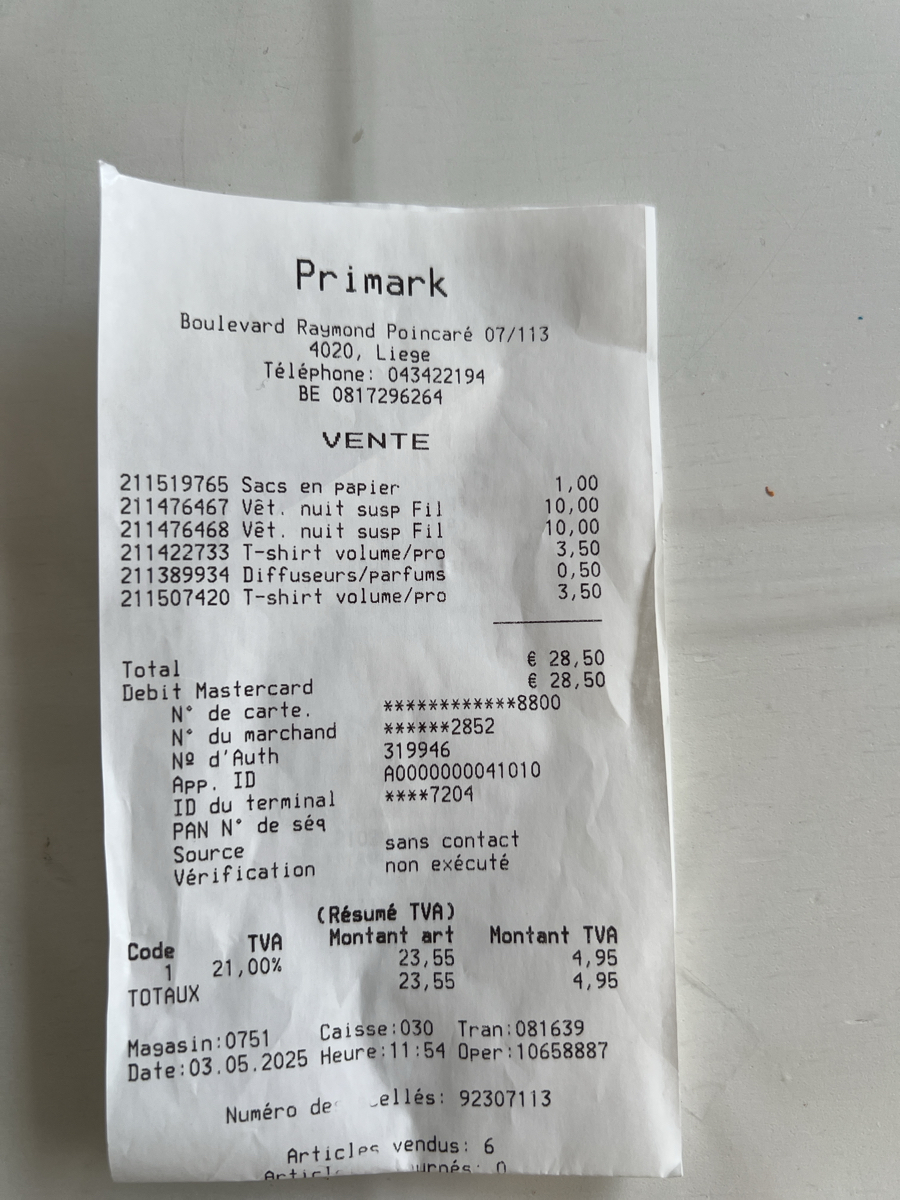 Primark
Boulevard Raymond Poincaré 07/113
4020, Liege
Téléphone: 043422194
BE 0817296264
VENTE
211519765 Sacs en papier 1,00
211476467 Vêt. nuit susp Fil 10,00
211476468 Vêt. nuit susp Fil 10,00
211422733 T-shirt volume/pro 3,50
211389934 Diffuseurs/parfums 0,50
211507420 T-shirt volume/pro 3,50
Total € 28,50
Debit Mastercard € 28,50
N° de carte. ************8800
N° du marchand ******2852
Nº d'Auth 319946
App. ID A0000000041010
ID du terminal ****7204
PAN N° de séq
Source sans contact
Vérification non exécuté
(Résumé TVA)
Code TVA Montant art Montant TVA
1 21,00% 23,55 4,95
TOTAUX 23,55 4,95
Magasin:0751 Caisse:030 Tran:081639
Date:03.05.2025 Heure:11:54 Oper:10658887
Numéro 92307113
Articles vendus: 6